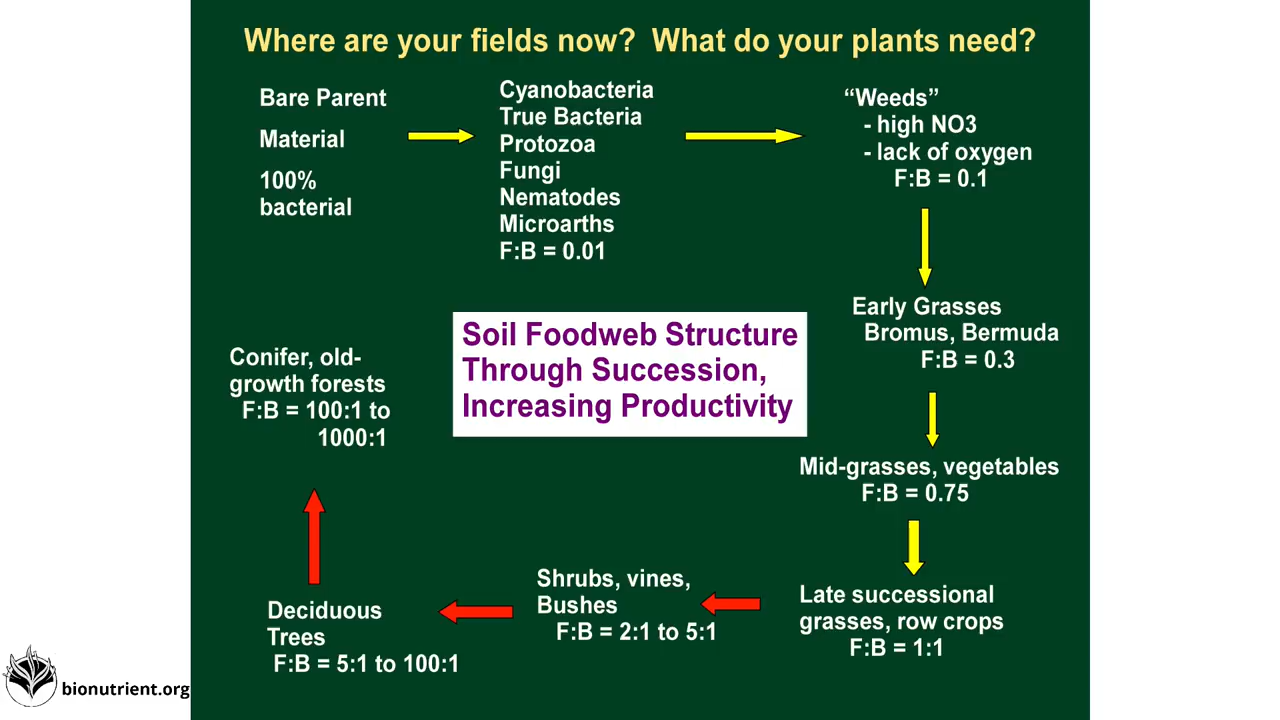 Where are your fields now?  What do your plants need?
Bare Parent
Material
100%
bacterial
Cyanobacteria
True Bacteria
Protozoa
Fungi
Nematodes
Microarths
F:B = 0.01
“Weeds”
- high NO3
- lack of oxygen
F:B = 0.1
Early Grasses
Bromus, Bermuda
F:B = 0.3
Mid-grasses, vegetables
F:B = 0.75
Late successional
grasses, row crops
F:B = 1:1
Shrubs, vines,
Bushes
F:B = 2:1 to 5:1
Deciduous
Trees
F:B = 5:1 to 100:1
Conifer, old-
growth forests
F:B = 100:1 to
1000:1
Soil Foodweb Structure
Through Succession,
Increasing Productivity
bionutrient.org